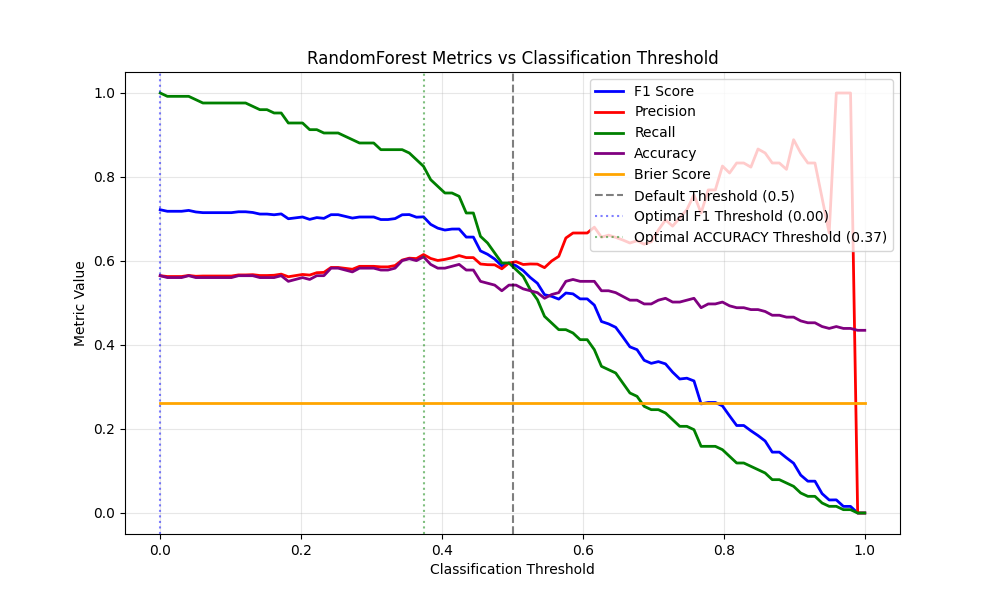 RandomForest Metrics vs Classification Threshold
1.0
0.8
0.6
0.4
0.2
0.0
Metric Value
F1 Score
Precision
Recall
Accuracy
Brier Score
Default Threshold (0.5)
Optimal F1 Threshold (0.00)
Optimal ACCURACY Threshold (0.37)
0.0 0.2 0.4 0.6 0.8 1.0
Classification Threshold